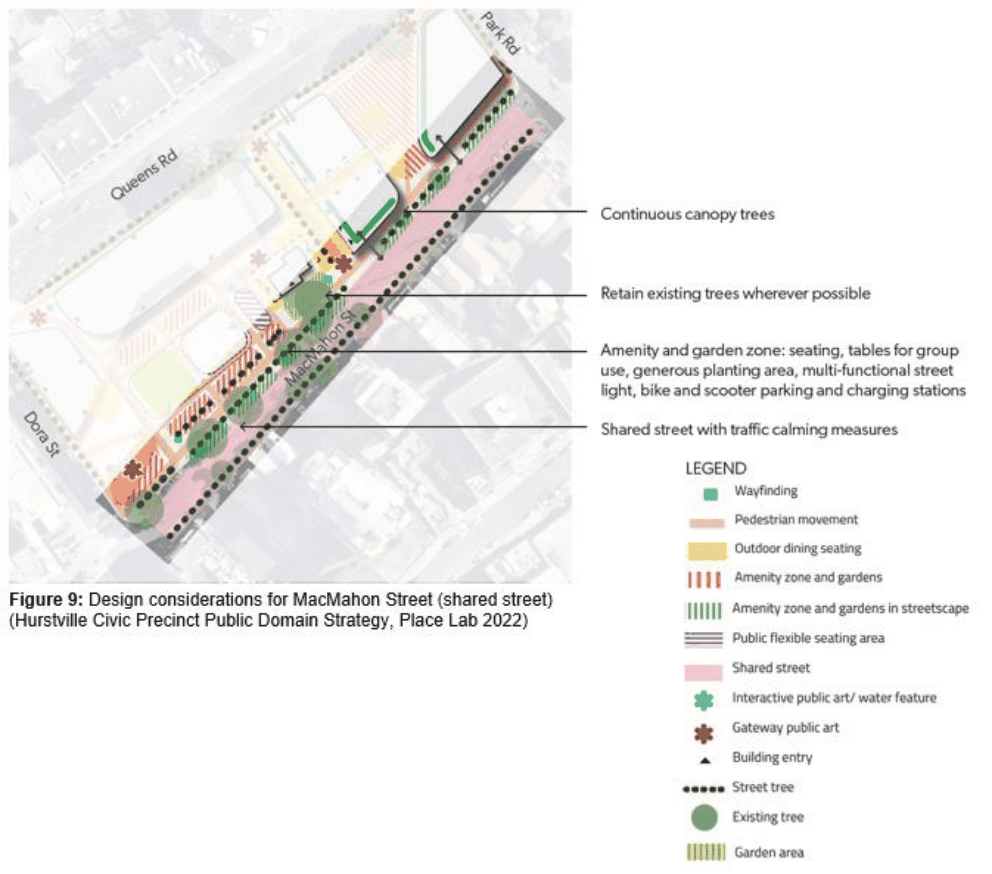 Park Rd
Queens Rd
Continuous canopy trees
Retain existing trees wherever possible
MacMahon St
Amenity and garden zone: seating, tables for group
use, generous planting area, multi-functional street
light, bike and scooter parking and charging stations
Dora St
Shared street with traffic calming measures
LEGEND
Wayfinding
Pedestrian movement
Outdoor dining seating
Amenity zone and gardens
Amenity zone and gardens in streetscape
Public flexible seating area
Shared street
Interactive public art/ water feature
Gateway public art
Building entry
Street tree
Existing tree
Garden area
Figure 9: Design considerations for MacMahon Street (shared street)
(Hurstville Civic Precinct Public Domain Strategy, Place Lab 2022)